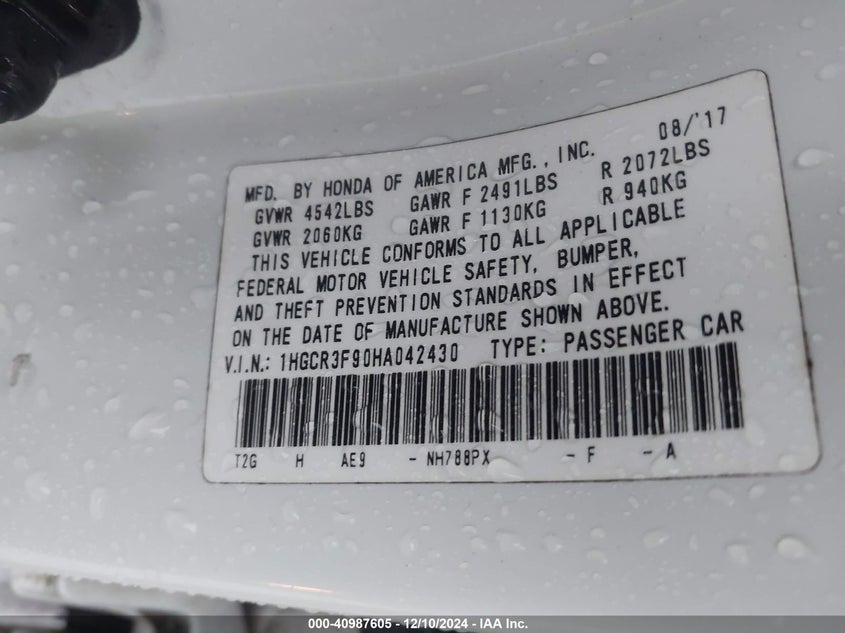 08/'17
MFD. BY HONDA OF AMERICA MFG., INC.
GVWR 4542LBS GAWR F 2491LBS R 2072LBS
GVWR 2060KG GAWR F 1130KG R 940KG
THIS VEHICLE CONFORMS TO ALL APPLICABLE
FEDERAL MOTOR VEHICLE SAFETY, BUMPER,
AND THEFT PREVENTION STANDARDS IN EFFECT
ON THE DATE OF MANUFACTURE SHOWN ABOVE.
V.I.N.: 1HGCR3F90HA042430 TYPE: PASSENGER CAR
T2G H AE9 - NH788PX - F - A
000-40987605 - 12/10/2024 - IAA Inc.